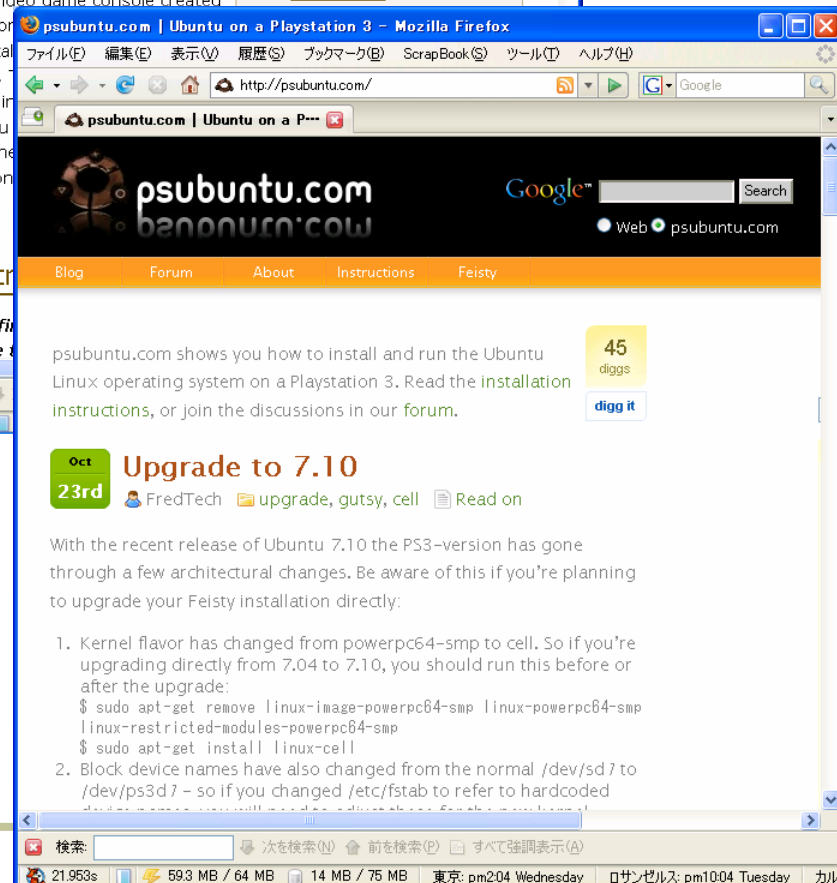 ideo game console created
psubuntu.com | Ubuntu on a Playstation 3 - Mozilla Firefox
ファイル(F) 編集(E) 表示(V) 履歴(S) ブックマーク(B) ScrapBook(S) ツール(T) ヘルプ(H)
http://psubuntu.com/
G Google
psubuntu.com | Ubuntu on a P...
psubuntu.com
Google™ Search
Web psubuntu.com
Blog Forum About Instructions Feisty
psubuntu.com shows you how to install and run the Ubuntu
Linux operating system on a Playstation 3. Read the installation
instructions, or join the discussions in our forum.
45
diggs
digg it
Oct
23rd
Upgrade to 7.10
FredTech upgrade, gutsy, cell Read on
With the recent release of Ubuntu 7.10 the PS3-version has gone
through a few architectural changes. Be aware of this if you're planning
to upgrade your Feisty installation directly:
1. Kernel flavor has changed from powerpc64-smp to cell. So if you're
upgrading directly from 7.04 to 7.10, you should run this before or
after the upgrade:
$ sudo apt-get remove linux-image-powerpc64-smp linux-powerpc64-smp
linux-restricted-modules-powerpc64-smp
$ sudo apt-get install linux-cell
2. Block device names have also changed from the normal /dev/sd? to
/dev/ps3d? - so if you changed /etc/fstab to refer to hardcoded
検索: 次を検索(N) 前を検索(P) すべて強調表示(A)
21.953s 59.3 MB / 64 MB 14 MB / 75 MB 東京: pm2:04 Wednesday ロサンゼルス: pm10:04 Tuesday カル